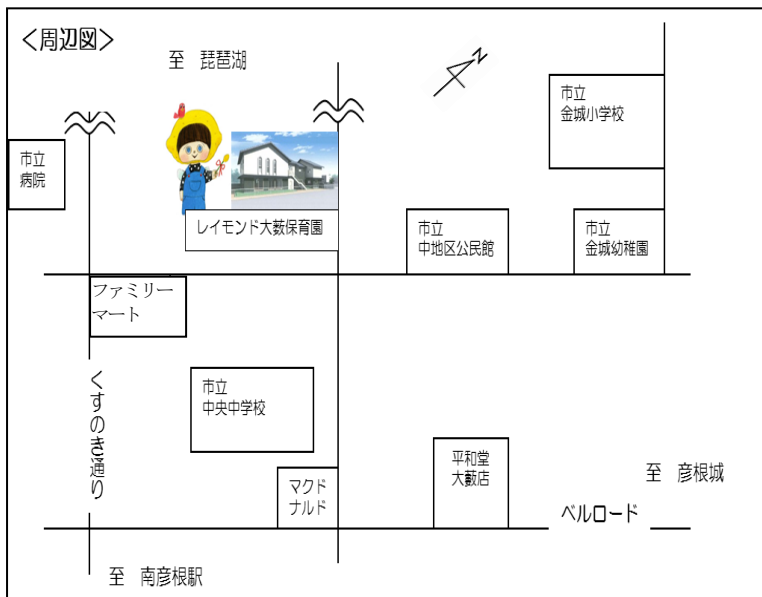 ＜周辺図＞
至　琵琶湖
N
市立
金城小学校
市立
病院
レイモンド大薮保育園
市立
中地区公民館
市立
金城幼稚園
ファミリー
マート
くすのき通り
市立
中央中学校
マクド
ナルド
平和堂
大藪店
至　彦根城
ベルロード
至　南彦根駅